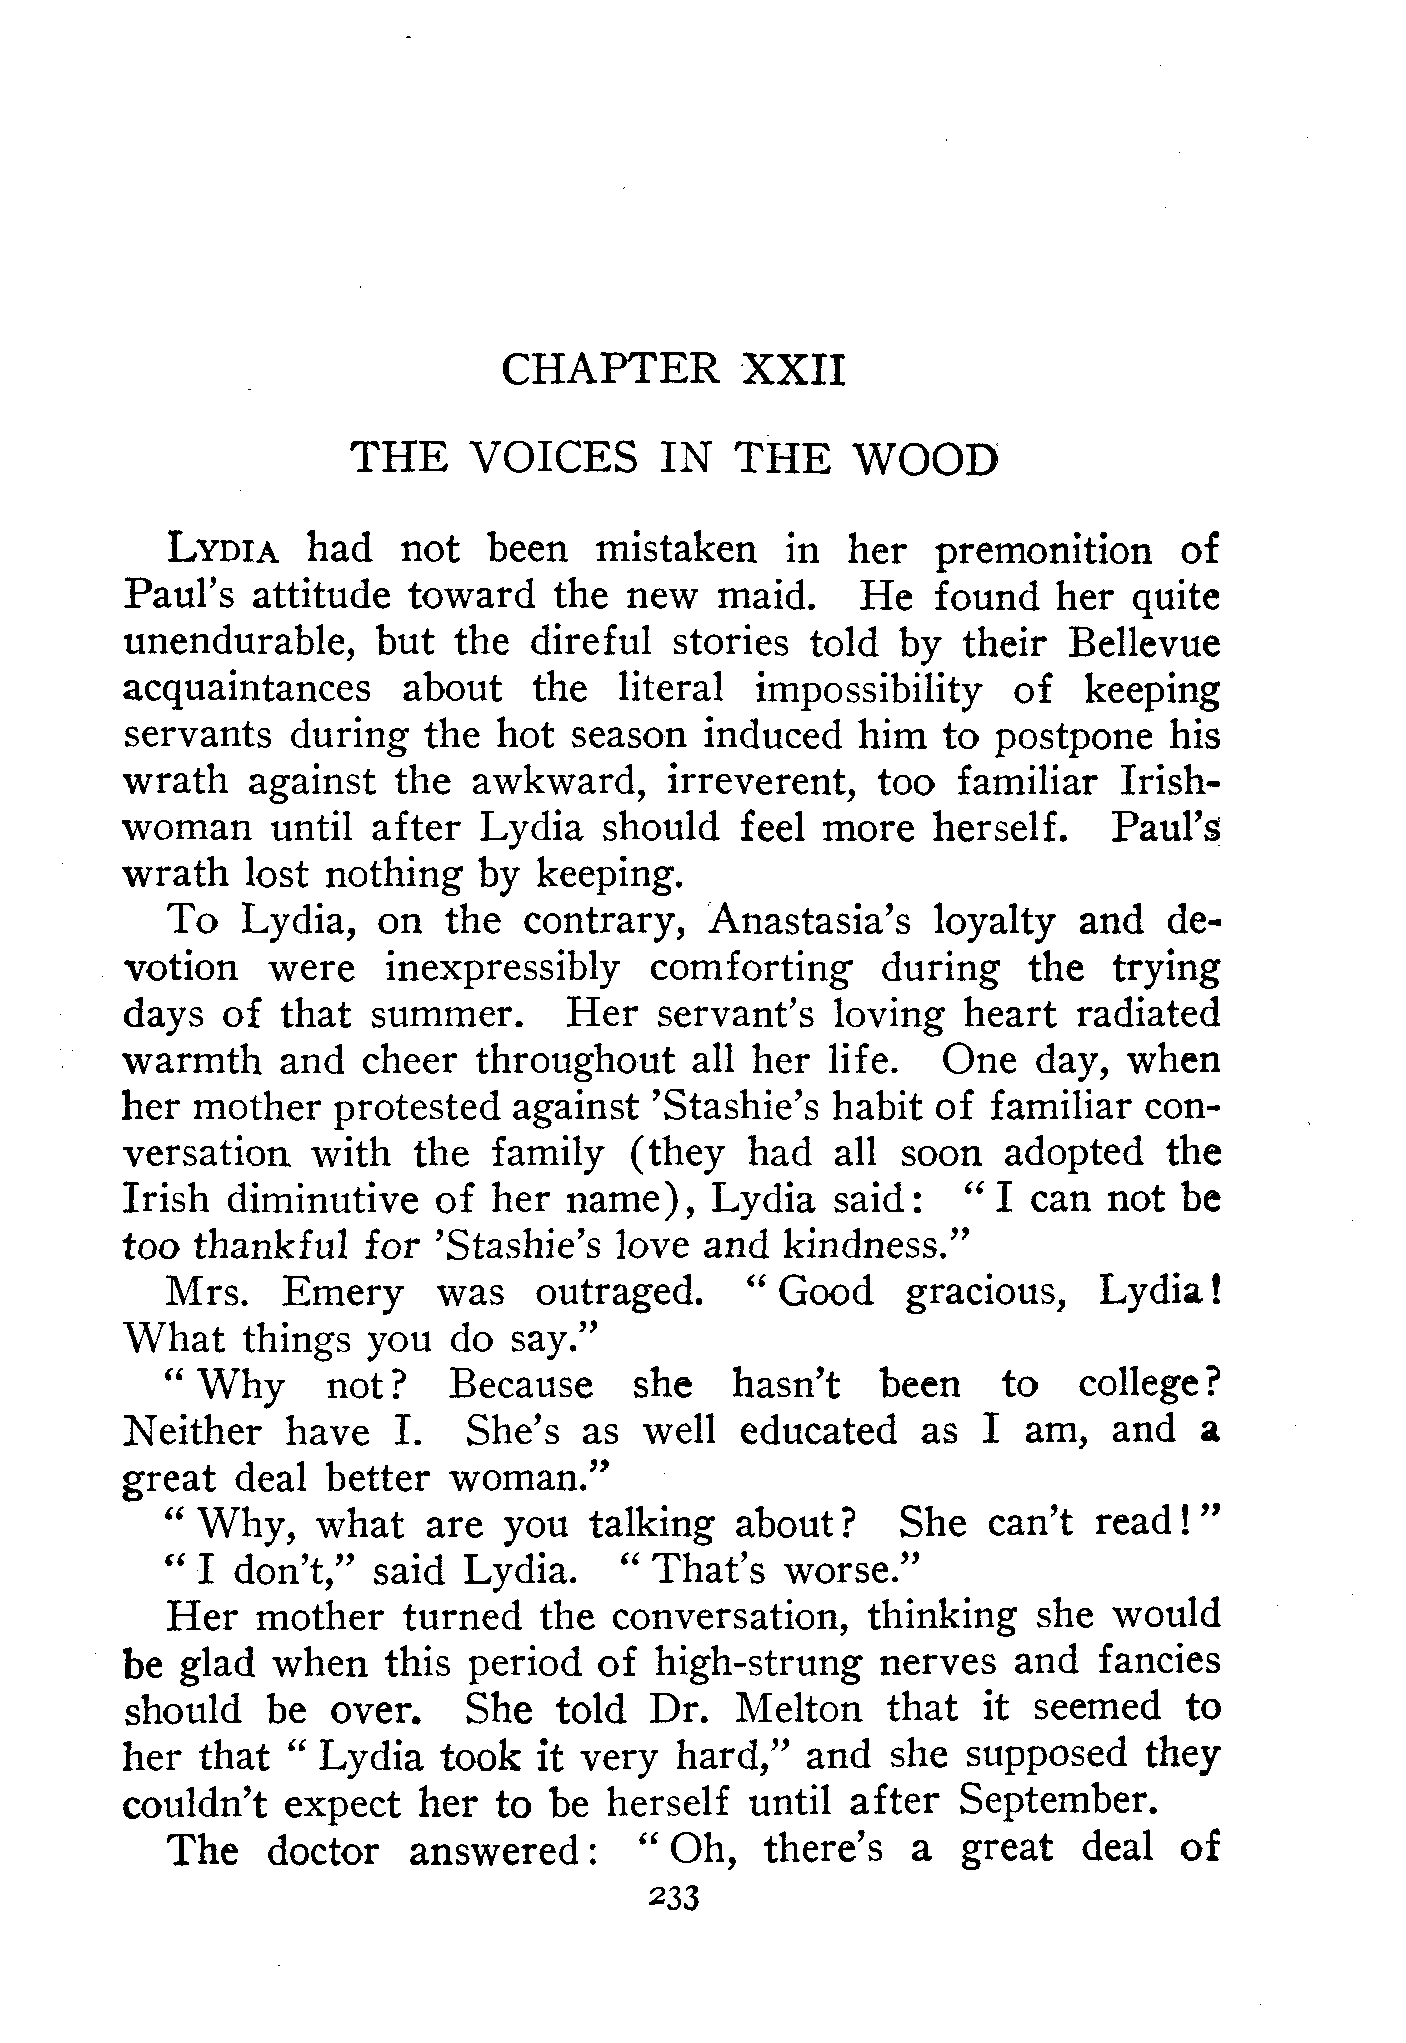 CHAPTER XXII
THE VOICES IN THE WOOD
LYDIA had not been mistaken in her premonition of
Paul's attitude toward the new maid. He found her quite
unendurable, but the direful stories told by their Bellevue
acquaintances about the literal impossibility of keeping
servants during the hot season induced him to postpone his
wrath against the awkward, irreverent, too familiar Irish-
woman until after Lydia should feel more herself. Paul's
wrath lost nothing by keeping.
To Lydia, on the contrary, Anastasia's loyalty and de-
votion were inexpressibly comforting during the trying
days of that summer. Her servant's loving heart radiated
warmth and cheer throughout all her life. One day, when
her mother protested against 'Stashie's habit of familiar con-
versation with the family (they had all soon adopted the
Irish diminutive of her name), Lydia said: "I can not be
too thankful for 'Stashie's love and kindness."
Mrs. Emery was outraged. "Good gracious, Lydia!
What things you do say."
"Why not? Because she hasn't been to college?
Neither have I. She's as well educated as I am, and a
great deal better woman."
"Why, what are you talking about? She can't read!"
"I don't," said Lydia. "That's worse."
Her mother turned the conversation, thinking she would
be glad when this period of high-strung nerves and fancies
should be over. She told Dr. Melton that it seemed to
her that "Lydia took it very hard," and she supposed they
couldn't expect her to be herself until after September.
The doctor answered: "Oh, there's a great deal of
233